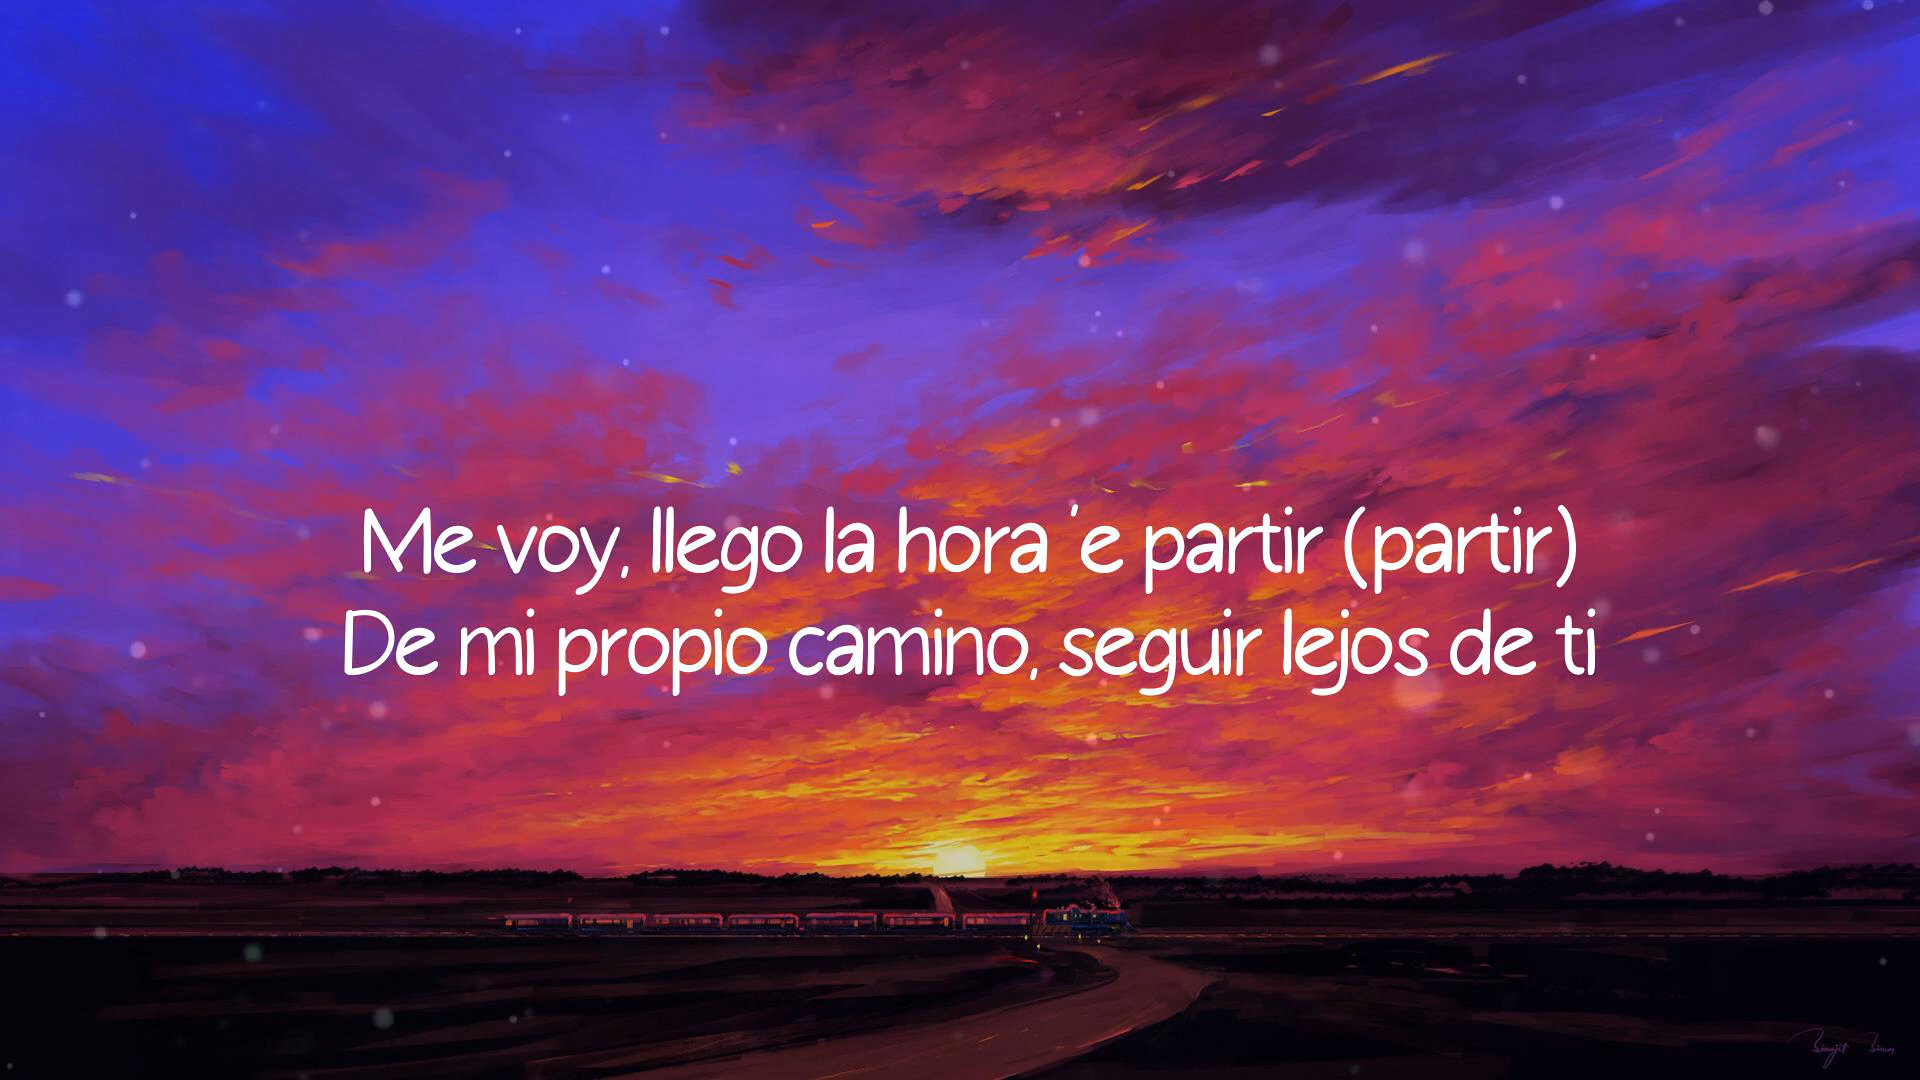 Me voy, llego la hora 'e partir (partir)
De mi propio camino, seguir lejos de ti